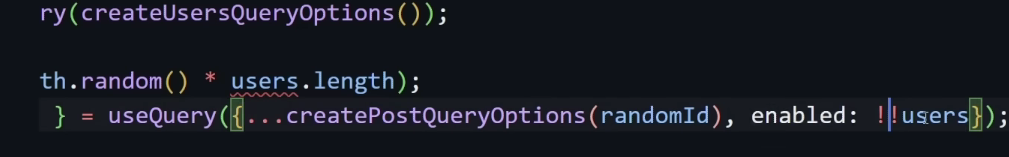 ry(createUsersQueryOptions());
th.random() * users.length);
} = useQuery({...createPostQueryOptions(randomId), enabled: !!users});